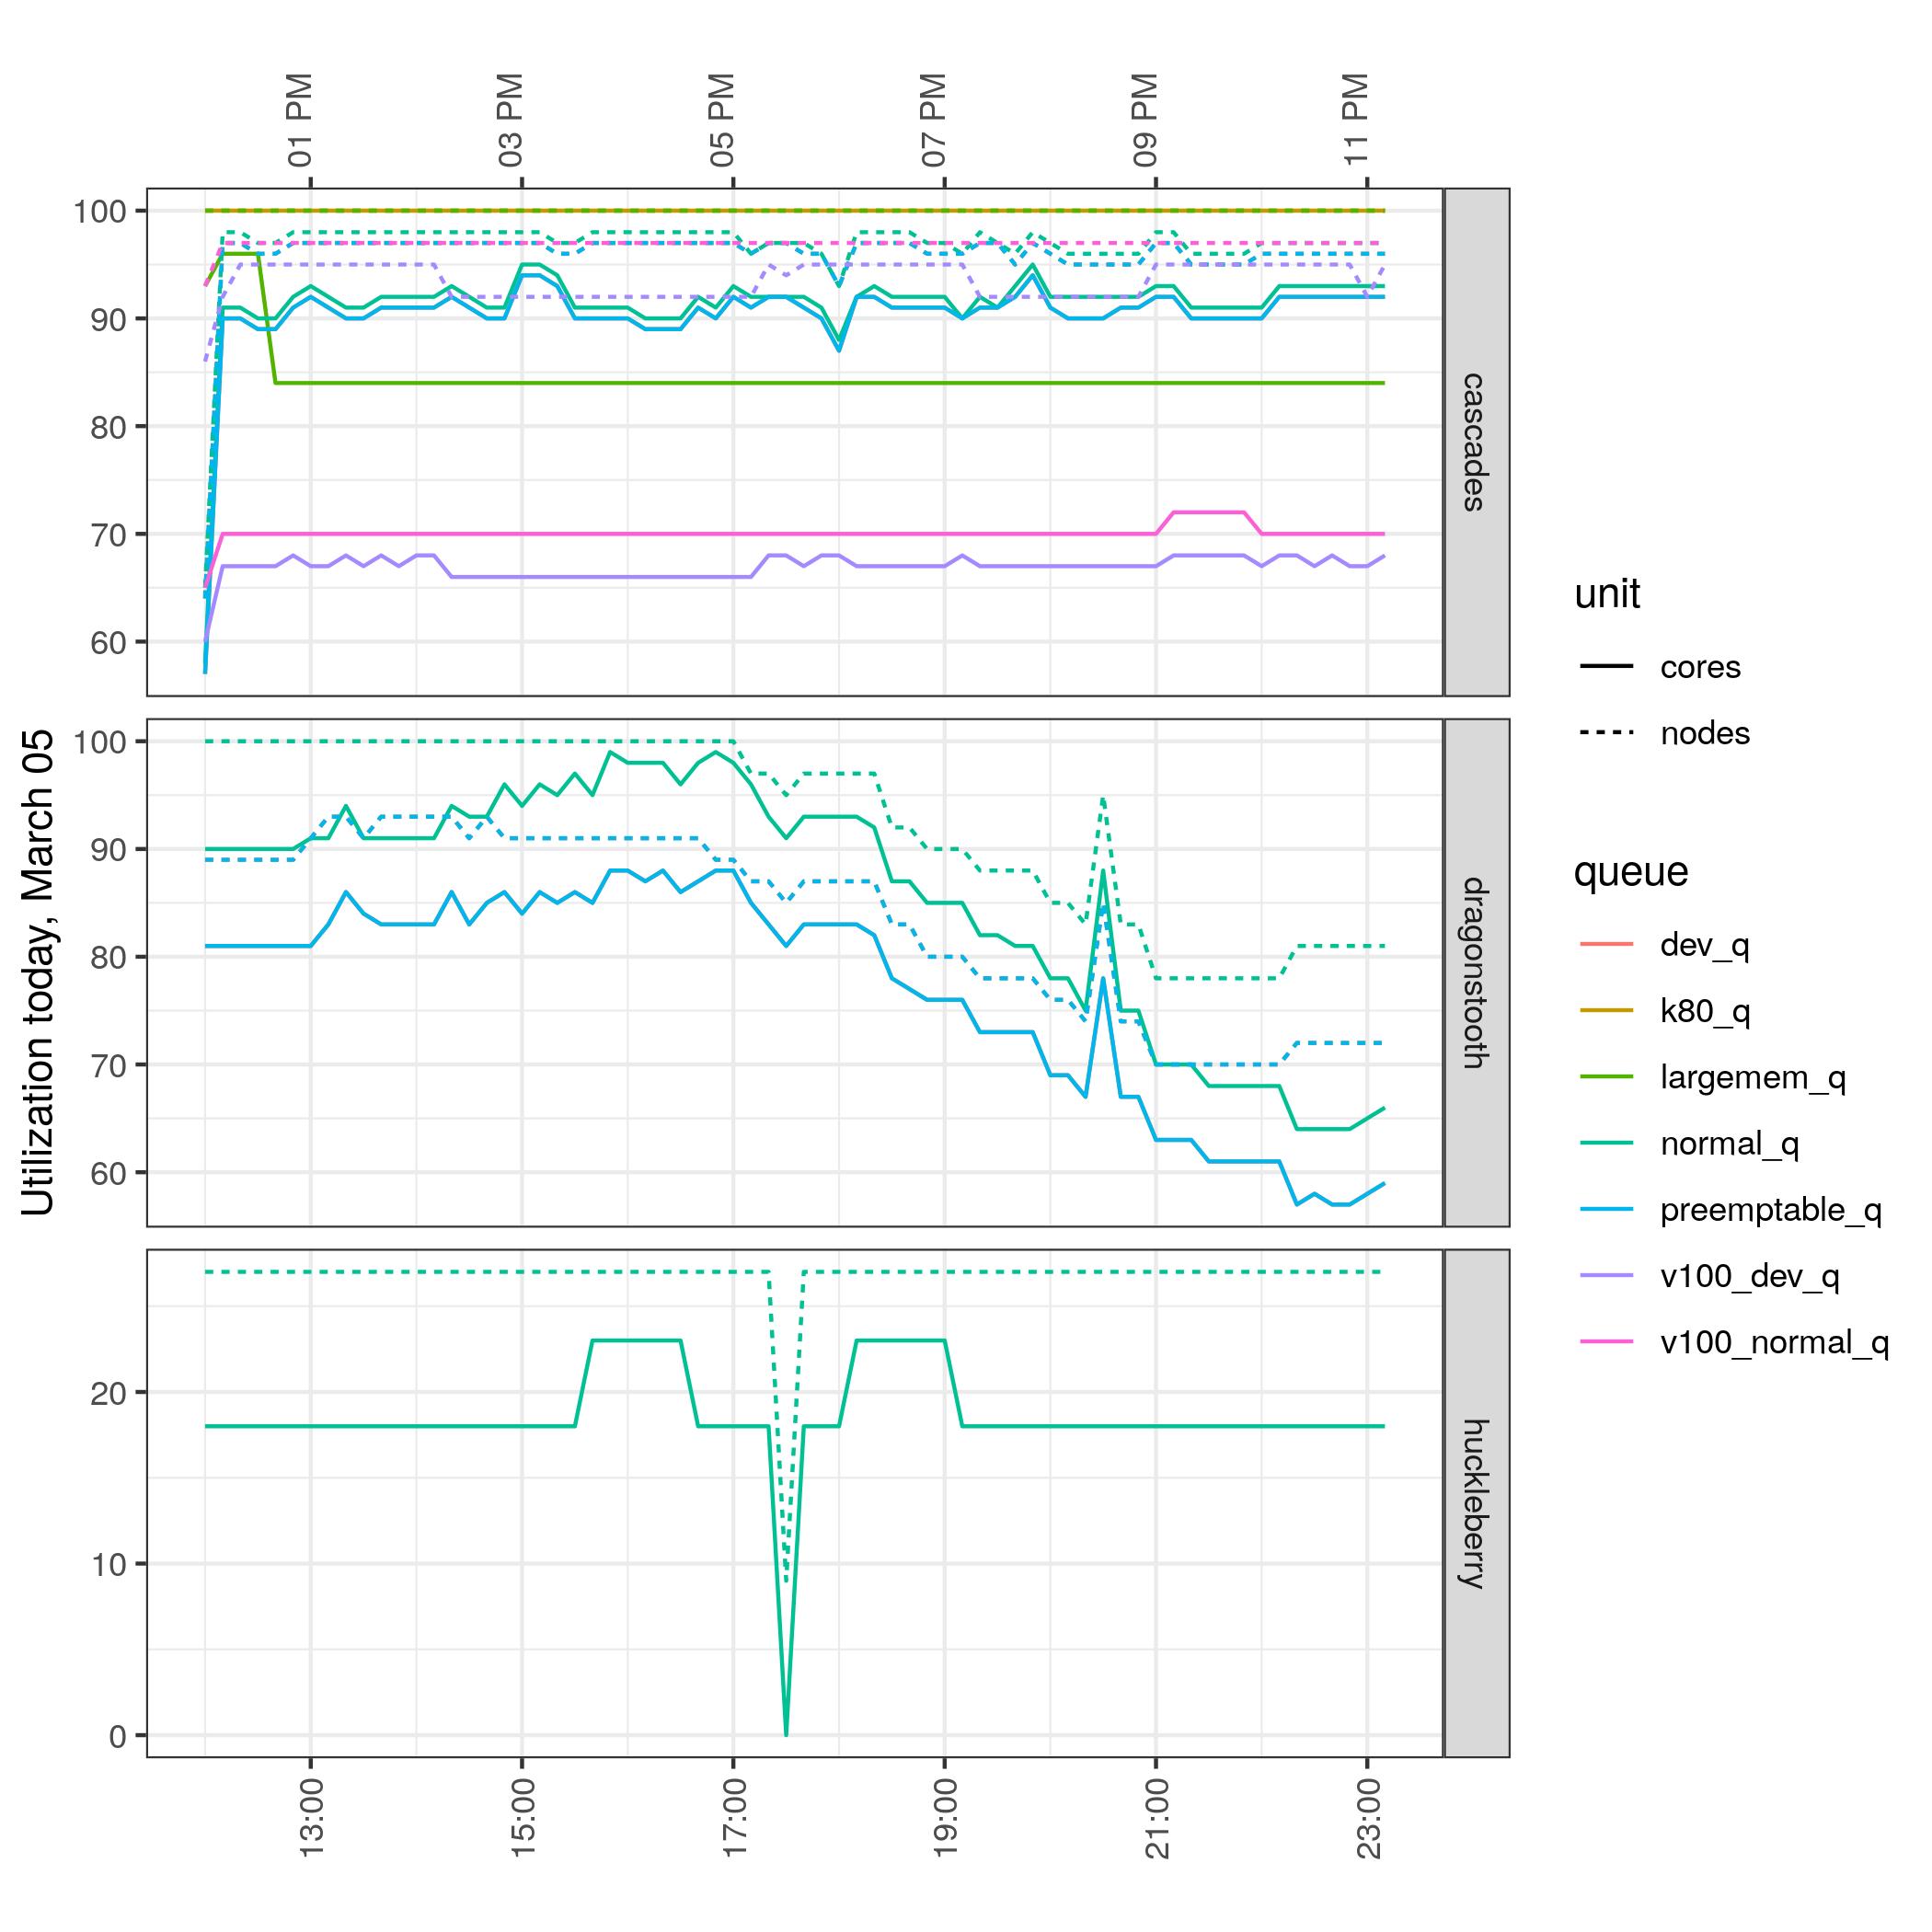 01 PM
03 PM
05 PM
07 PM
09 PM
11 PM
Utilization today, March 05
100
90
80
70
60
cascades
100
90
80
70
60
dragonstooth
20
10
0
huckleberry
13:00
15:00
17:00
19:00
21:00
23:00
unit
cores
nodes
queue
dev_q
k80_q
largemem_q
normal_q
preemptable_q
v100_dev_q
v100_normal_q